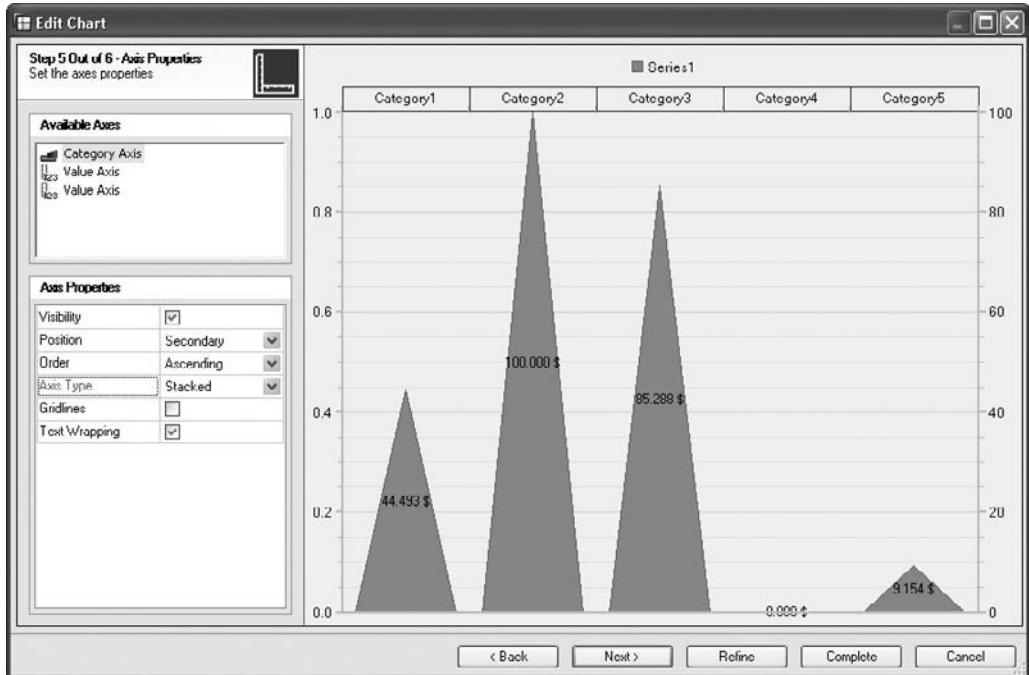 Edit Chart
Step 5 Out of 6 - Axis Properties
Set the axes properties
Available Axes
Category Axis
Value Axis
Value Axis
Axis Properties
Visibility
Position Secondary
Order Ascending
Axis Type Stacked
Gridlines
Text Wrapping
Series1
Category1 Category2 Category3 Category4 Category5
1.0 100
0.8 80
0.6 60
100.000 $
85.288 $
0.4 40
44.493 $
0.2 20
9.154 $
0.0 0.000 $ 0
< Back Next > Refine Complete Cancel